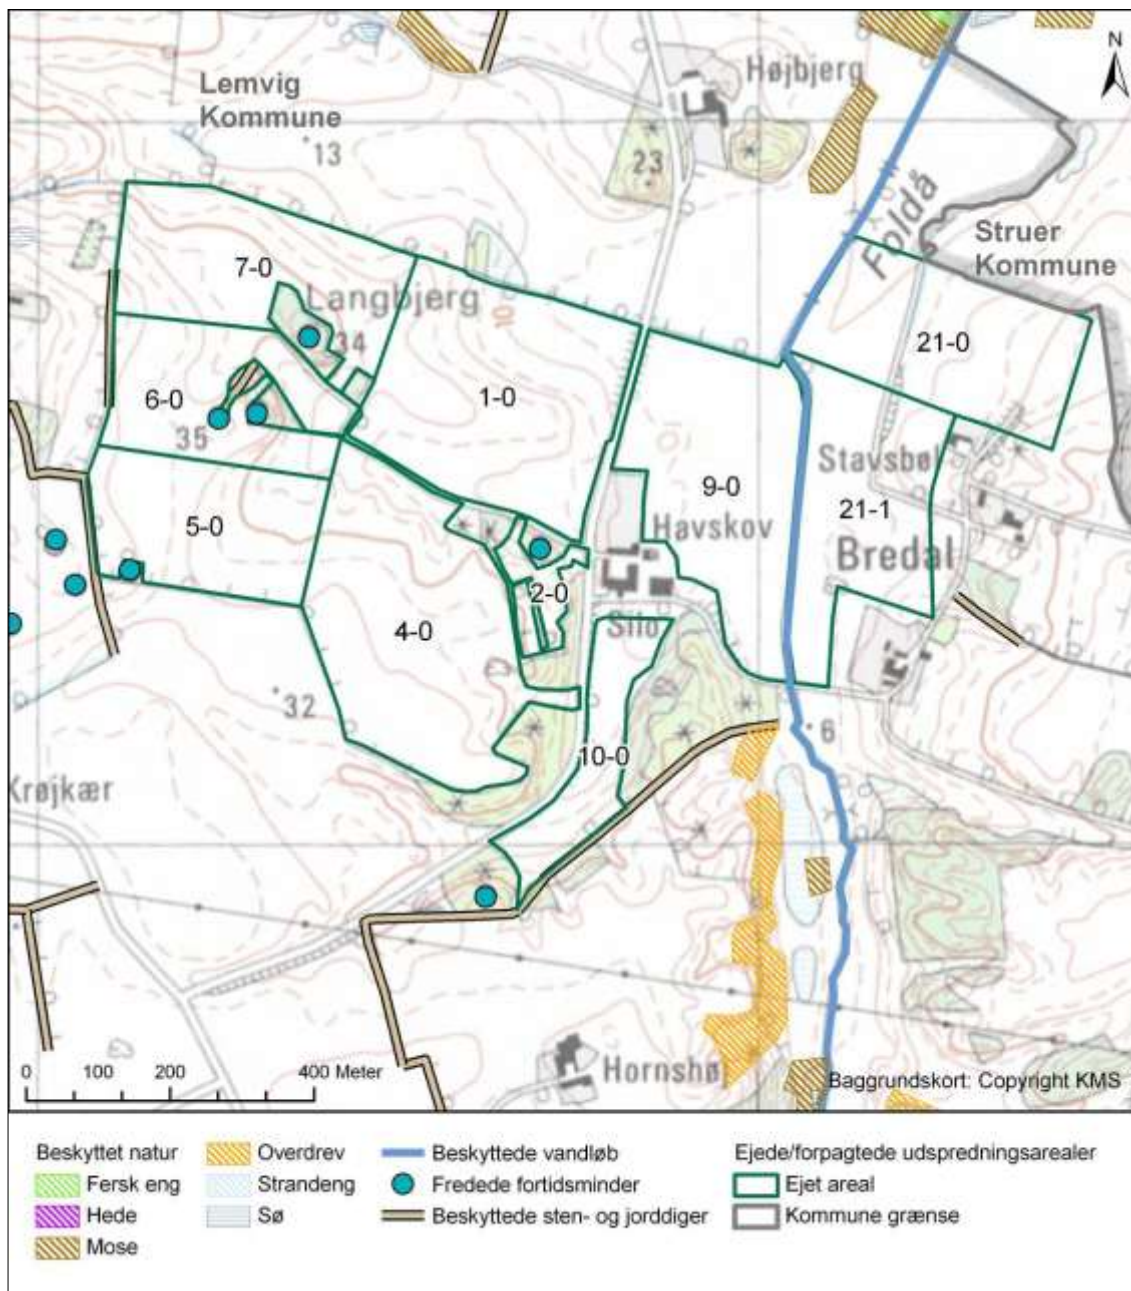 Lemvig
Kommune
13
Højbjerg
N
23
Foldå
Struer
Kommune
7-0
Langbjerg
34
10
21-0
6-0
35
1-0
9-0
Stavsbøl
21-1
5-0
Havskov
Bredal
2-0
4-0
Silo
32
10-0
6
Krøjkær
Hornshøj
0 100 200 400 Meter
Baggrundskort: Copyright KMS
Beskyttet natur
Fersk eng
Hede
Mose
Overdrev
Strandeng
Sø
Beskyttede vandløb
Fredede fortidsminder
Beskyttede sten- og jorddiger
Ejede/forpagtede udspredningsarealer
Ejet areal
Kommune grænse